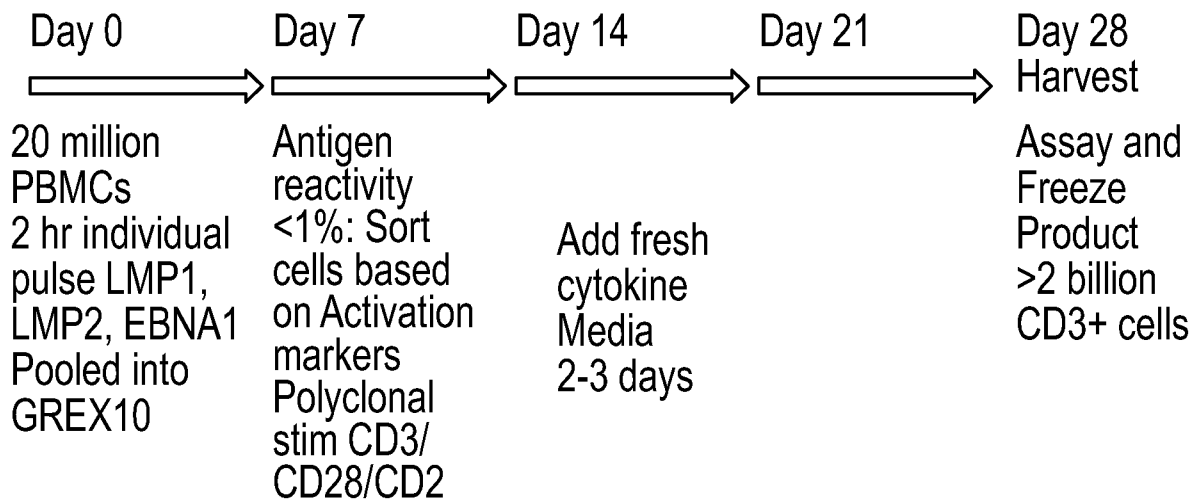 Day 0
Day 7
Day 14
Day 21
Day 28
Harvest
20 million
PBMCs
2 hr individual
pulse LMP1,
LMP2, EBNA1
Pooled into
GREX10
Antigen
reactivity
<1%: Sort
cells based
on Activation
markers
Polyclonal
stim CD3/
CD28/CD2
Add fresh
cytokine
Media
2-3 days
Assay and
Freeze
Product
>2 billion
CD3+ cells